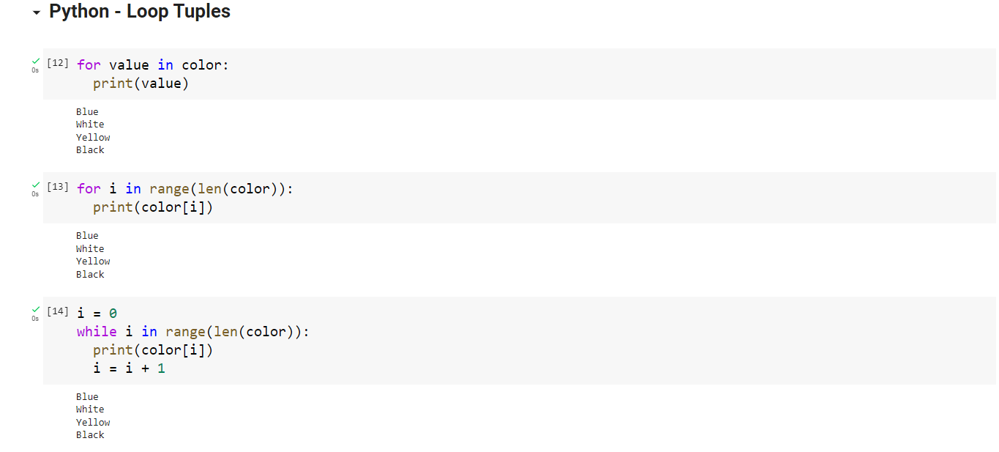 Python - Loop Tuples
[12] for value in color:
  print(value)
0s
Blue
White
Yellow
Black
[13] for i in range(len(color)):
  print(color[i])
0s
Blue
White
Yellow
Black
[14] i = 0
while i in range(len(color)):
  print(color[i])
  i = i + 1
0s
Blue
White
Yellow
Black